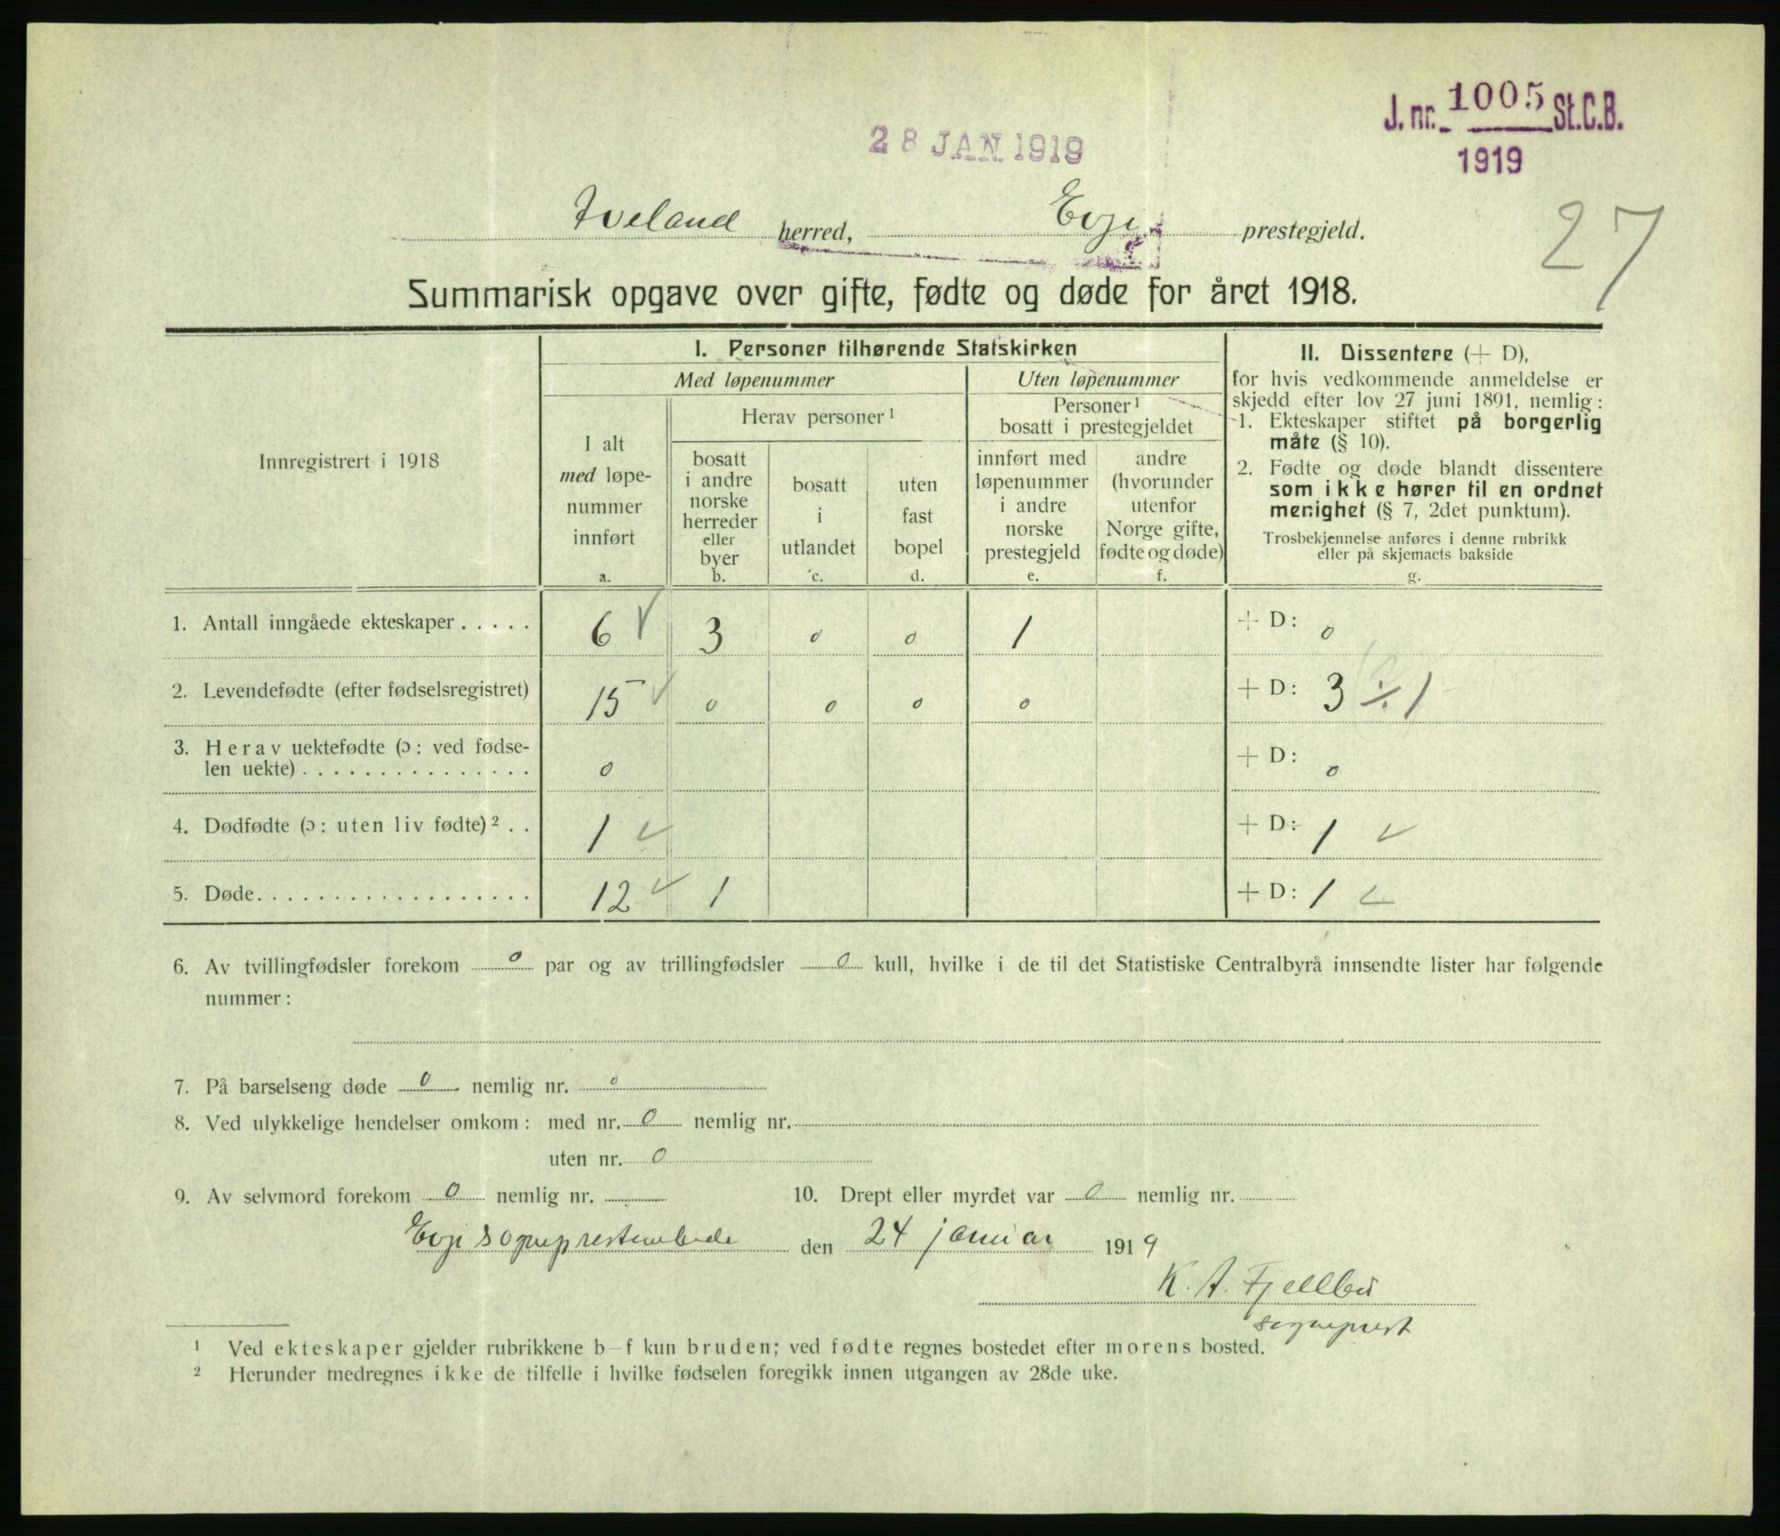 J. nr. 1005 St.C.B.
1919
28 JAN 1919
27
Iveland herred, Evje prestegjeld.
Summarisk opgave over gifte, fødte og døde for året 1918.
Innregistrert i 1918
I. Personer tilhørende Statskirken
Med løpenummer
Uten løpenummer
I alt
med løpe-
nummer
innført
a.
Herav personer ¹
bosatt
i andre
norske
herreder
eller
byer
b.
bosatt
i
utlandet
c.
uten
fast
bopel
d.
Personer ¹
bosatt i prestegjeldet
innført med
løpenummer
i andre
norske
prestegjeld
e.
andre
(hvorunder
utenfor
Norge gifte,
fødte og døde)
f.
II. Dissentere (+ D),
for hvis vedkommende anmeldelse er
skjedd efter lov 27 juni 1891, nemlig:
1. Ekteskaper stiftet på borgerlig
måte (§ 10).
2. Fødte og døde blandt dissentere
som ikke hører til en ordnet
menighet (§ 7, 2det punktum).
Trosbekjennelse anføres i denne rubrikk
eller på skjemaets bakside
g.
1. Antall inngåede ekteskaper . . . . . 6 3 0 0 1 + D: 0
2. Levendefødte (efter fødselsregistret) 15 0 0 0 0 + D: 3 ÷ 1
3. Herav uektefødte (ɔ: ved fødse-
len uekte) . . . . . . . . . . . . . . . 0 + D: 0
4. Dødfødte (ɔ: uten liv fødte) ² . . 1 + D: 1
5. Døde. . . . . . . . . . . . . . . . . . 12 1 + D: 1
6. Av tvillingfødsler forekom 0 par og av trillingfødsler 0 kull, hvilke i de til det Statistiske Centralbyrå innsendte lister har følgende
nummer:
7. På barselseng døde 0 nemlig nr. 0
8. Ved ulykkelige hendelser omkom: med nr. 0 nemlig nr.
uten nr. 0
9. Av selvmord forekom 0 nemlig nr. 10. Drept eller myrdet var 0 nemlig nr.
Evje sogneprestembede den 24 januar 1919
K. A. Fjellbu
sogneprest
¹ Ved ekteskaper gjelder rubrikkene b–f kun bruden; ved fødte regnes bostedet efter morens bosted.
² Herunder medregnes ikke de tilfelle i hvilke fødselen foregikk innen utgangen av 28de uke.